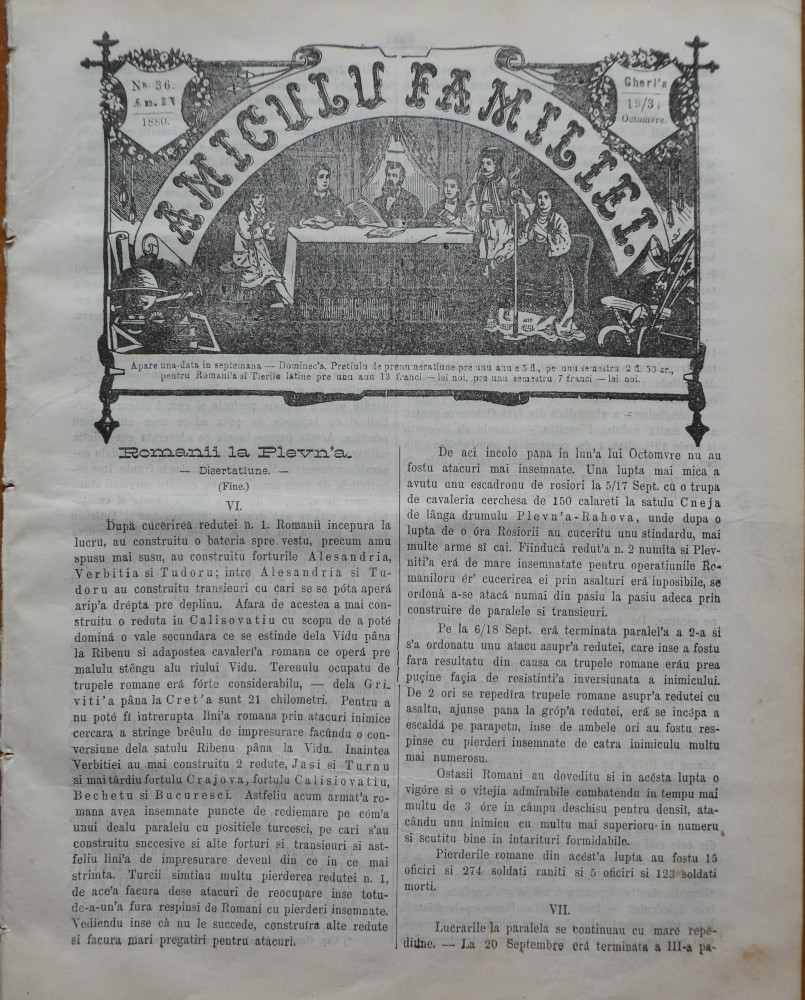 Nr. 36.
An. IV
1880.
AMICULU FAMILIEI.
Gherl'a
19/31
Octomvre.
Apare una-data in septemana — Dominec'a. Pretiulu de prenumeratiune pre unu anu e 5 fl., pe unu semestru 2 fl. 50 cr.,
pentru Romani'a si Tierile latine pre unu anu 13 franci — lei noi, pre unu semestru 7 franci — lei noi.
Romanii la Plevn'a.
— Disertatiune. —
(Fine.)
VI.
Dupa cucerirea redutei n. 1. Romanii incepura la
lucru, au construitu o bateria spre vestu, precum amu
spusu mai susu, au construitu forturile Alesandria,
Verbitia si Tudoru; intre Alesandria si Tu-
doru au construitu transieuri cu cari se se póta aperá
arip'a drépta pre deplinu. Afara de acestea a mai con-
struitu o reduta in Calisovatiu cu scopu de a poté
domină o vale secundara ce se estinde dela Vidu pâna
la Ribenu si adapostea cavaleri'a romana ce operá pre
malulu stêngu alu riului Vidu. Terenulu ocupatu de
trupele romane erá fórte considerabilu, — dela Gri-
viti'a pâna la Cret'a sunt 21 chilometri. Pentru a
nu poté fi intrerupta lini'a romana prin atacuri inimice
cercara a stringe brêulu de impresurare facûndu o con-
versiune dela satulu Ribenu pâna la Vidu. Inaintea
Verbitiei au mai construitu 2 redute, Jasi si Turnu
si mai târdiu fortulu Crajova, fortulu Calisiovatiu,
Bechetu si Bucuresci. Astfeliu acum armat'a ro-
mana avea insemnate puncte de rediemare pe cóm'a
unui dealu paralelu cu positiele turcesci, pe cari s'au
construitu snccesive si alte forturi si transieuri si ast-
feliu lini'a de impresurare deveni din ce in ce mai
strimta. Turcii simtiau multu pierderea redutei n. 1,
de ace'a facura dese atacuri de reocupare inse totu-
de-a-un'a fura respinsi de Romani cu pierderi insemnate.
Vediendu inse cà nu le succede, construira alte redute
si facura mari pregatiri pentru atacuri.
De aci incolo pana in lun'a lui Octomvre nu au
fostu atacuri mai insemnate. Una lupta mai mica a
avutu unu escadronu de rosiori la 5/17 Sept. cu o trupa
de cavaleria cerchesa de 150 calareti la satulu Cneja
de lânga drumulu Plevn'a-Rahova, unde dupa o
lupta de o óra Rosiorii au cuceritu unu stindardu, mai
multe arme si cai. Fiinducà redut'a n. 2 numita si Plev-
niti'a erá de mare insemnatate pentru operatiunile Ro-
maniloru ér' cucerirea ei prin asalturi erá inposibile, se
ordonà a-se atacá numai din pasiu la pasiu adeca prin
construire de paralele si transieuri.
Pe la 6/18 Sept. erá terminata paralel'a a 2-a si
s'a ordonatu unu atacu asupr'a redutei, care inse a fostu
fara resultatu din causa ca trupele romane erău prea
puçine façia de resistinti'a inversiunata a inimicului.
De 2 ori se repedîra trupele romane asupr'a redutei cu
asaltu, ajunse pana la gróp'a redutei, erá se incépa a
escaldá pe parapetu, inse de ambele ori au fostu res-
pinse cu pierderi insemnate de catra inimiculu multu
mai numerosu.
Ostasii Romani au doveditu si in acésta lupta o
vigóre si o vitejia admirabile combatendu in tempu mai
multu de 3 óre in câmpu deschisu pentru densii, ata-
cându unu inimicu cu multu mai superioru in numeru
si scutitu bine in intarituri formidabile.
Pierderile romane din acést'a lupta au fostu 15
oficiri si 274 soldati raniti si 5 oficiri si 123 soldati
morti.
VII.
Lucrârile la paralela se continuau cu mare repe-
diune. — La 20 Septembre erá terminata a III-a pa-